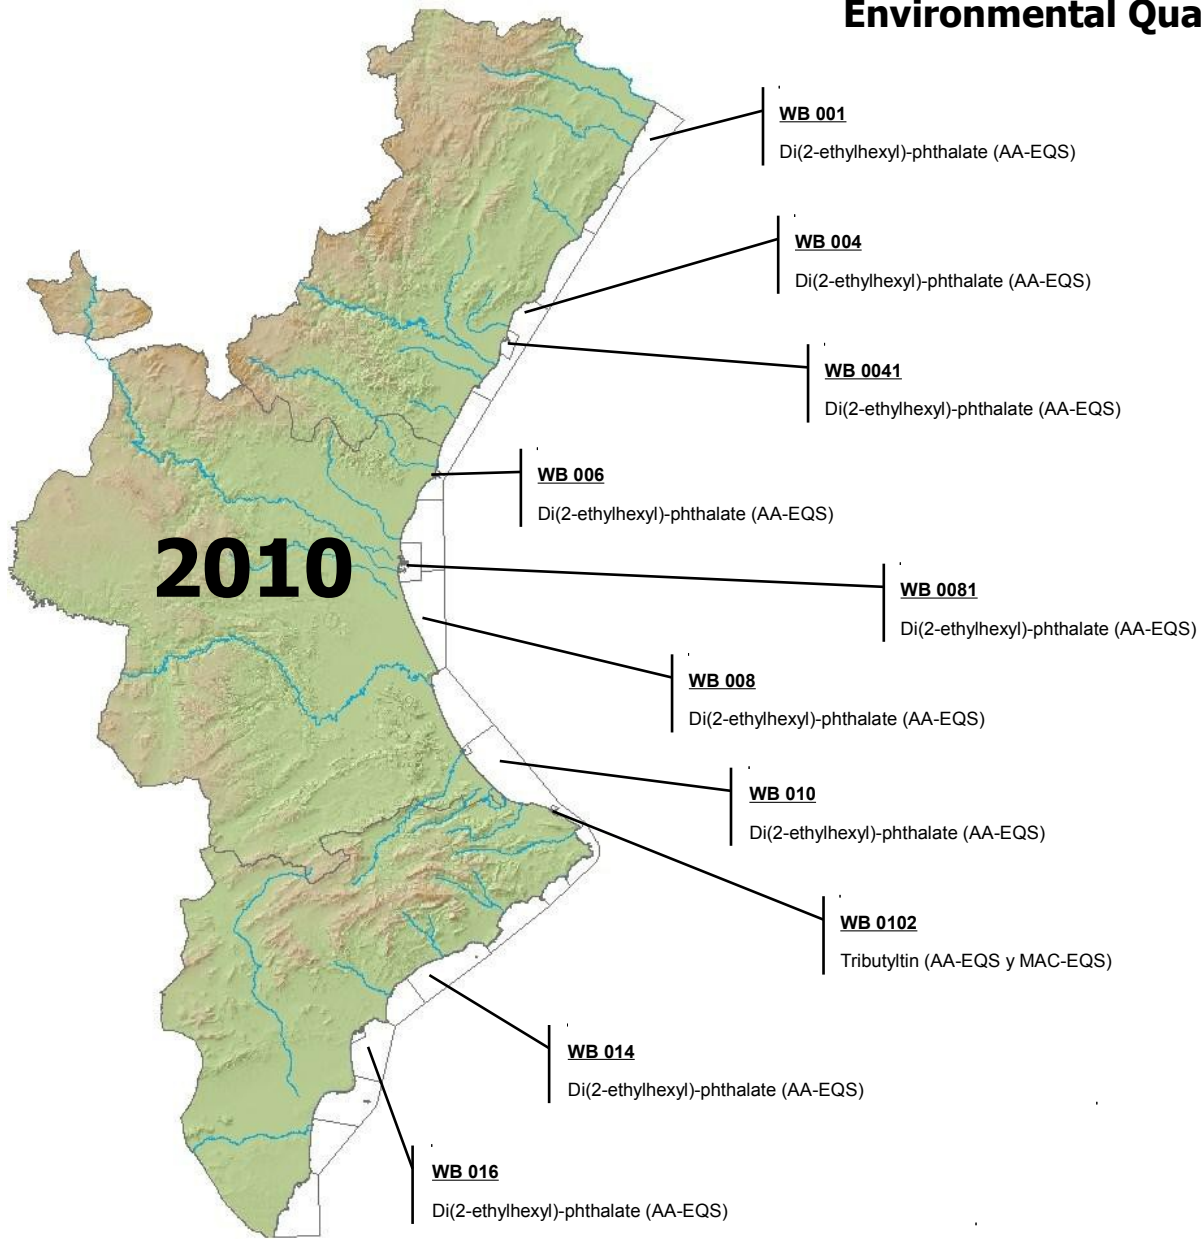 Environmental Qua
WB 001
Di(2-ethylhexyl)-phthalate (AA-EQS)
WB 004
Di(2-ethylhexyl)-phthalate (AA-EQS)
WB 0041
Di(2-ethylhexyl)-phthalate (AA-EQS)
WB 006
Di(2-ethylhexyl)-phthalate (AA-EQS)
2010
WB 0081
Di(2-ethylhexyl)-phthalate (AA-EQS)
WB 008
Di(2-ethylhexyl)-phthalate (AA-EQS)
WB 010
Di(2-ethylhexyl)-phthalate (AA-EQS)
WB 0102
Tributyltin (AA-EQS y MAC-EQS)
WB 014
Di(2-ethylhexyl)-phthalate (AA-EQS)
WB 016
Di(2-ethylhexyl)-phthalate (AA-EQS)